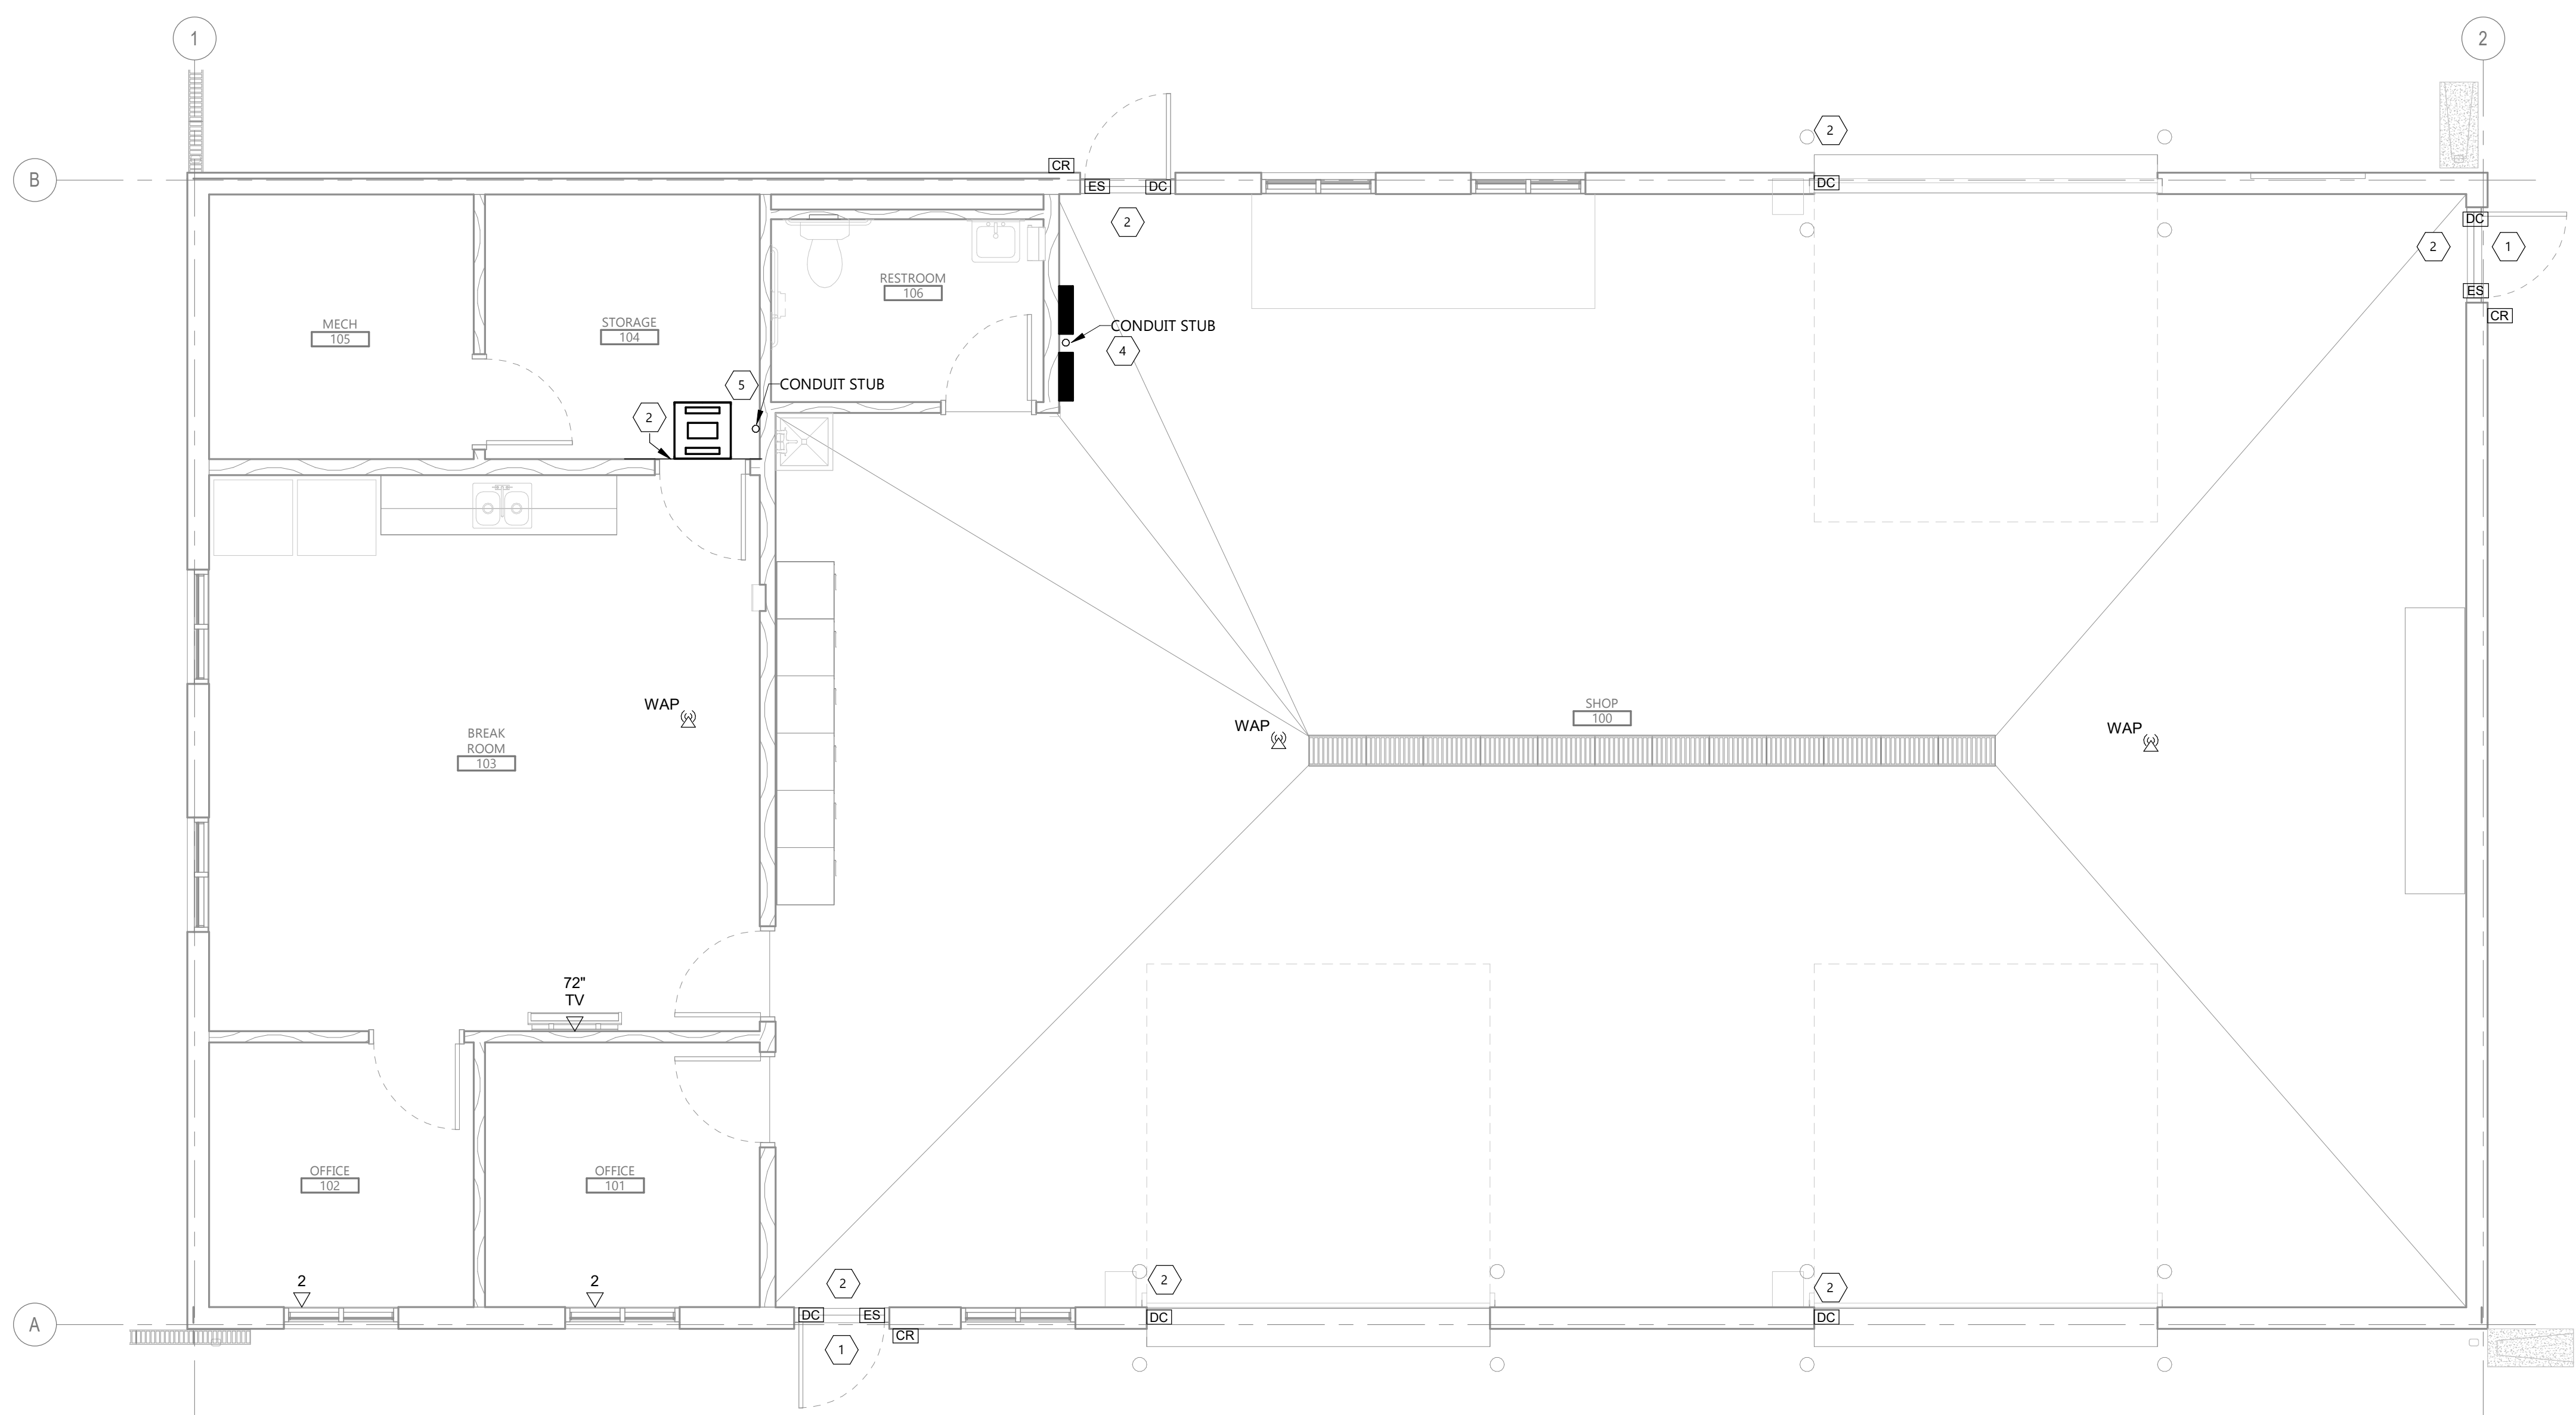 1
2
2
B
CR
ES
DC
DC
DC
2
2
1
RESTROOM
106
ES
CR
MECH
105
STORAGE
104
CONDUIT STUB
4
5
CONDUIT STUB
2
WAP
SHOP
100
WAP
WAP
BREAK
ROOM
103
72"
TV
OFFICE
102
OFFICE
101
2
2
2
2
2
A
DC
ES
DC
DC
CR
1